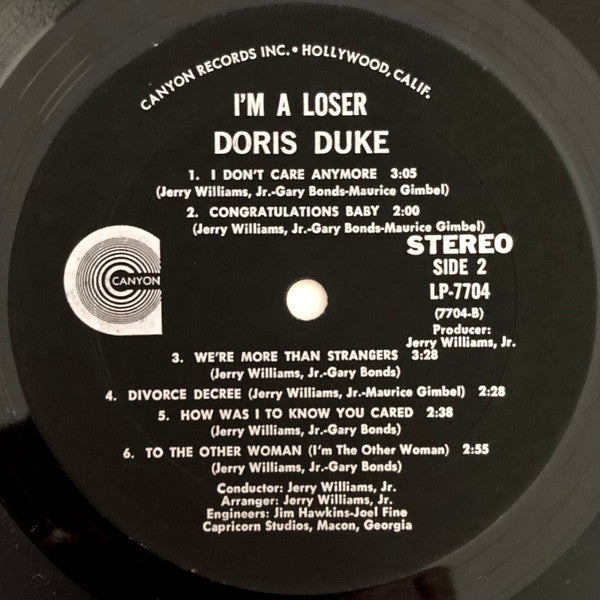 CANYON RECORDS INC. • HOLLYWOOD, CALIF.
I'M A LOSER
DORIS DUKE
1. I DON'T CARE ANYMORE 3:05
(Jerry Williams, Jr.-Gary Bonds-Maurice Gimbel)
2. CONGRATULATIONS BABY 2:00
(Jerry Williams, Jr.-Gary Bonds-Maurice Gimbel)
STEREO
SIDE 2
LP-7704
(7704-B)
Producer:
Jerry Williams, Jr.
CANYON
3. WE'RE MORE THAN STRANGERS 3:28
(Jerry Williams, Jr.-Gary Bonds)
4. DIVORCE DECREE (Jerry Williams, Jr.-Maurice Gimbel) 2:28
5. HOW WAS I TO KNOW YOU CARED 2:38
(Jerry Williams, Jr.-Gary Bonds)
6. TO THE OTHER WOMAN (I'm The Other Woman) 2:55
(Jerry Williams, Jr.-Gary Bonds)
Conductor: Jerry Williams, Jr.
Arranger: Jerry Williams, Jr.
Engineers: Jim Hawkins-Joel Fine
Capricorn Studios, Macon, Georgia